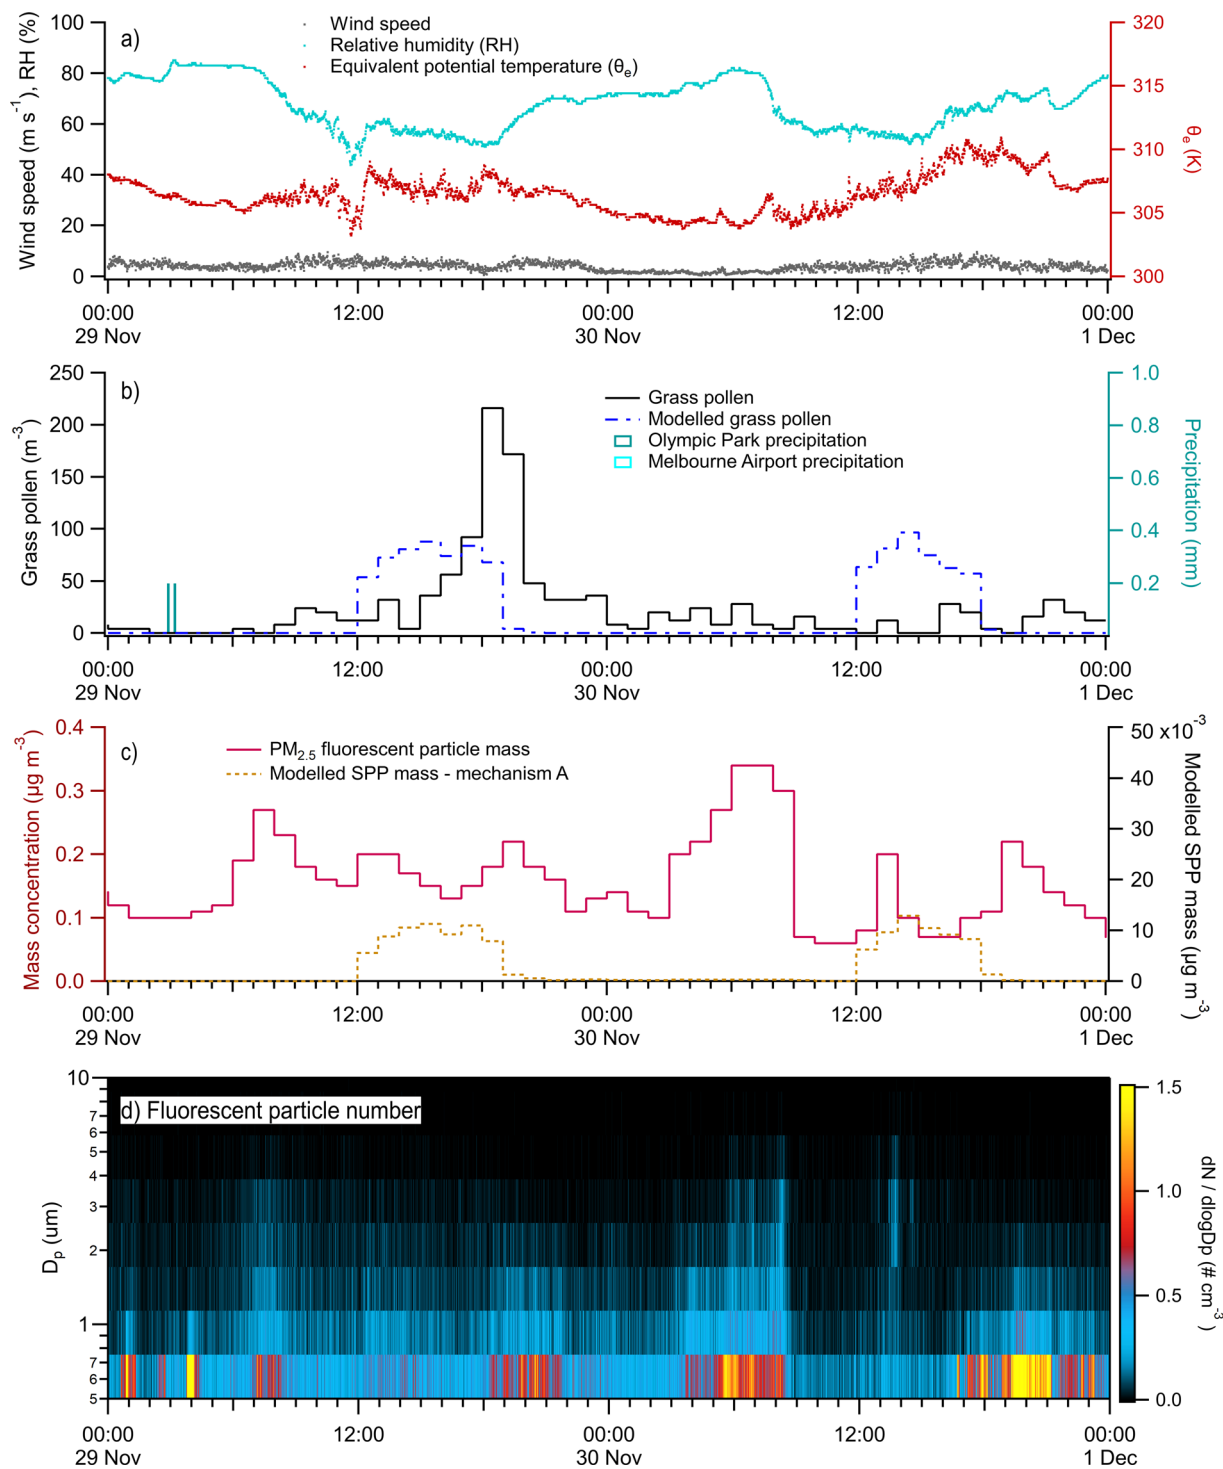 a)
Wind speed
Relative humidity (RH)
Equivalent potential temperature (θe)
Wind speed (m s-1), RH (%)
100
80
60
40
20
0
θe (K)
320
315
310
305
300
00:00
29 Nov
12:00
00:00
30 Nov
12:00
00:00
1 Dec
b)
Grass pollen
Modelled grass pollen
Olympic Park precipitation
Melbourne Airport precipitation
Grass pollen (m-3)
250
200
150
100
50
0
Precipitation (mm)
1.0
0.8
0.6
0.4
0.2
00:00
29 Nov
12:00
00:00
30 Nov
12:00
00:00
1 Dec
c)
PM2.5 fluorescent particle mass
Modelled SPP mass - mechanism A
Mass concentration (µg m-3)
0.4
0.3
0.2
0.1
0.0
Modelled SPP mass (µg m-3)
50 x10-3
40
30
20
10
0
00:00
29 Nov
12:00
00:00
30 Nov
12:00
00:00
1 Dec
d) Fluorescent particle number
Dp (um)
10
7
6
5
4
3
2
1
7
6
5
dN / dlogDp (# cm-3)
1.5
1.0
0.5
0.0
00:00
29 Nov
12:00
00:00
30 Nov
12:00
00:00
1 Dec